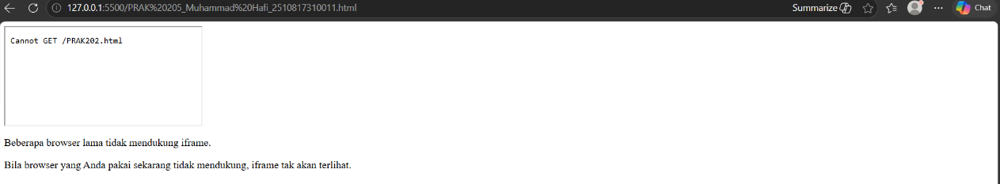 127.0.0.1:5500/PRAK%205_Muhammad%20Hafi_2510817310011.html
Summarize
Chat
Cannot GET /PRAK202.html
Beberapa browser lama tidak mendukung iframe.
Bila browser yang Anda pakai sekarang tidak mendukung, iframe tak akan terlihat.